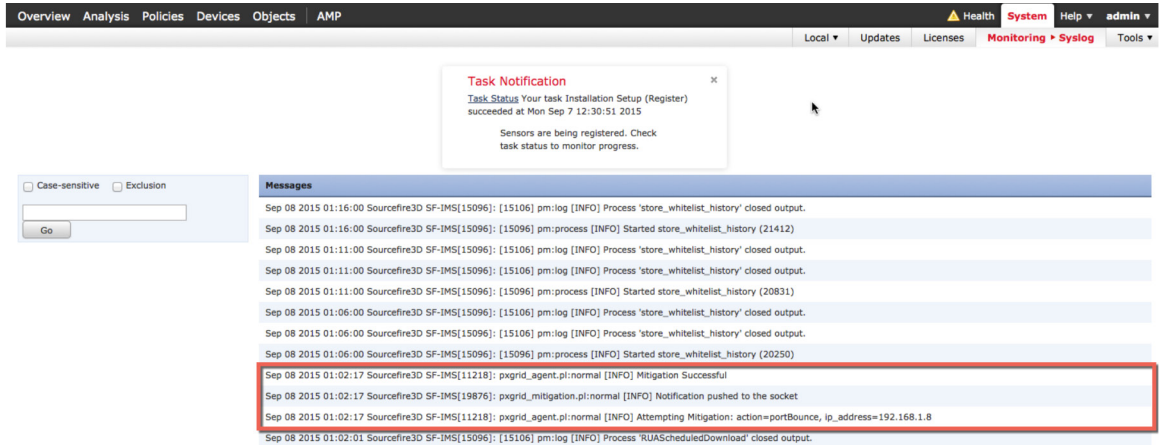 Overview Analysis Policies Devices Objects AMP Health System Help ▾ admin ▾
Local ▾ Updates Licenses Monitoring ▸ Syslog Tools ▾
Task Notification ×
Task Status Your task Installation Setup (Register)
succeeded at Mon Sep 7 12:30:51 2015
Sensors are being registered. Check
task status to monitor progress.
Case-sensitive Exclusion
Go
Messages
Sep 08 2015 01:16:00 Sourcefire3D SF-IMS[15096]: [15106] pm:log [INFO] Process 'store_whitelist_history' closed output.
Sep 08 2015 01:16:00 Sourcefire3D SF-IMS[15096]: [15096] pm:process [INFO] Started store_whitelist_history (21412)
Sep 08 2015 01:11:00 Sourcefire3D SF-IMS[15096]: [15106] pm:log [INFO] Process 'store_whitelist_history' closed output.
Sep 08 2015 01:11:00 Sourcefire3D SF-IMS[15096]: [15106] pm:log [INFO] Process 'store_whitelist_history' closed output.
Sep 08 2015 01:11:00 Sourcefire3D SF-IMS[15096]: [15096] pm:process [INFO] Started store_whitelist_history (20831)
Sep 08 2015 01:06:00 Sourcefire3D SF-IMS[15096]: [15106] pm:log [INFO] Process 'store_whitelist_history' closed output.
Sep 08 2015 01:06:00 Sourcefire3D SF-IMS[15096]: [15106] pm:log [INFO] Process 'store_whitelist_history' closed output.
Sep 08 2015 01:06:00 Sourcefire3D SF-IMS[15096]: [15096] pm:process [INFO] Started store_whitelist_history (20250)
Sep 08 2015 01:02:17 Sourcefire3D SF-IMS[11218]: pxgrid_agent.pl:normal [INFO] Mitigation Successful
Sep 08 2015 01:02:17 Sourcefire3D SF-IMS[19876]: pxgrid_mitigation.pl:normal [INFO] Notification pushed to the socket
Sep 08 2015 01:02:17 Sourcefire3D SF-IMS[11218]: pxgrid_agent.pl:normal [INFO] Attempting Mitigation: action=portBounce, ip_address=192.168.1.8
Sep 08 2015 01:02:01 Sourcefire3D SF-IMS[15096]: [15106] pm:log [INFO] Process 'RUAScheduledDownload' closed output.